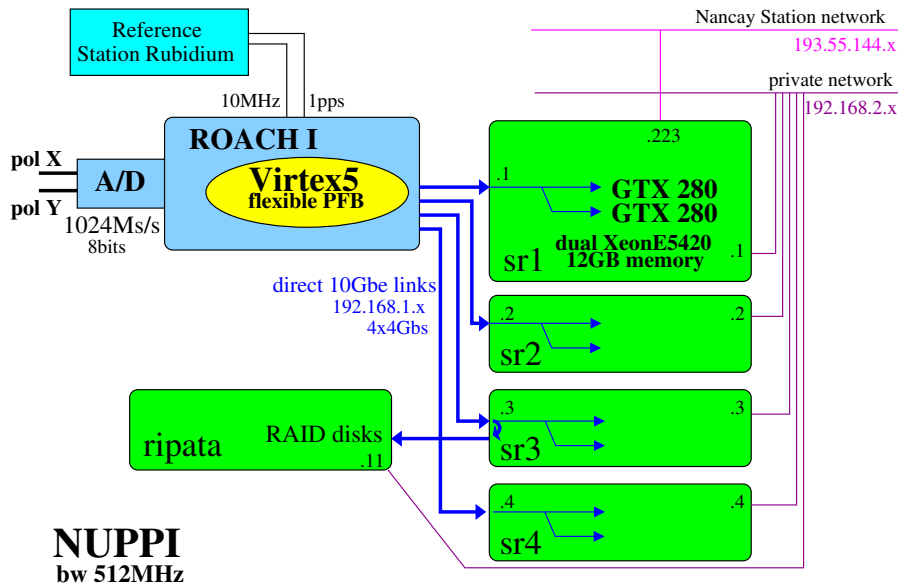 Reference
Station Rubidium
Nancay Station network
193.55.144.x
private network
192.168.2.x
10MHz
1pps
ROACH I
Virtex5
flexible PFB
pol X
A/D
pol Y
1024Ms/s
8bits
.223
.1
GTX 280
GTX 280
dual XeonE5420
12GB memory
sr1
.1
direct 10Gbe links
192.168.1.x
4x4Gbs
.2
.2
sr2
.3
.3
sr3
RAID disks
ripata
.11
.4
.4
sr4
NUPPI
bw 512MHz